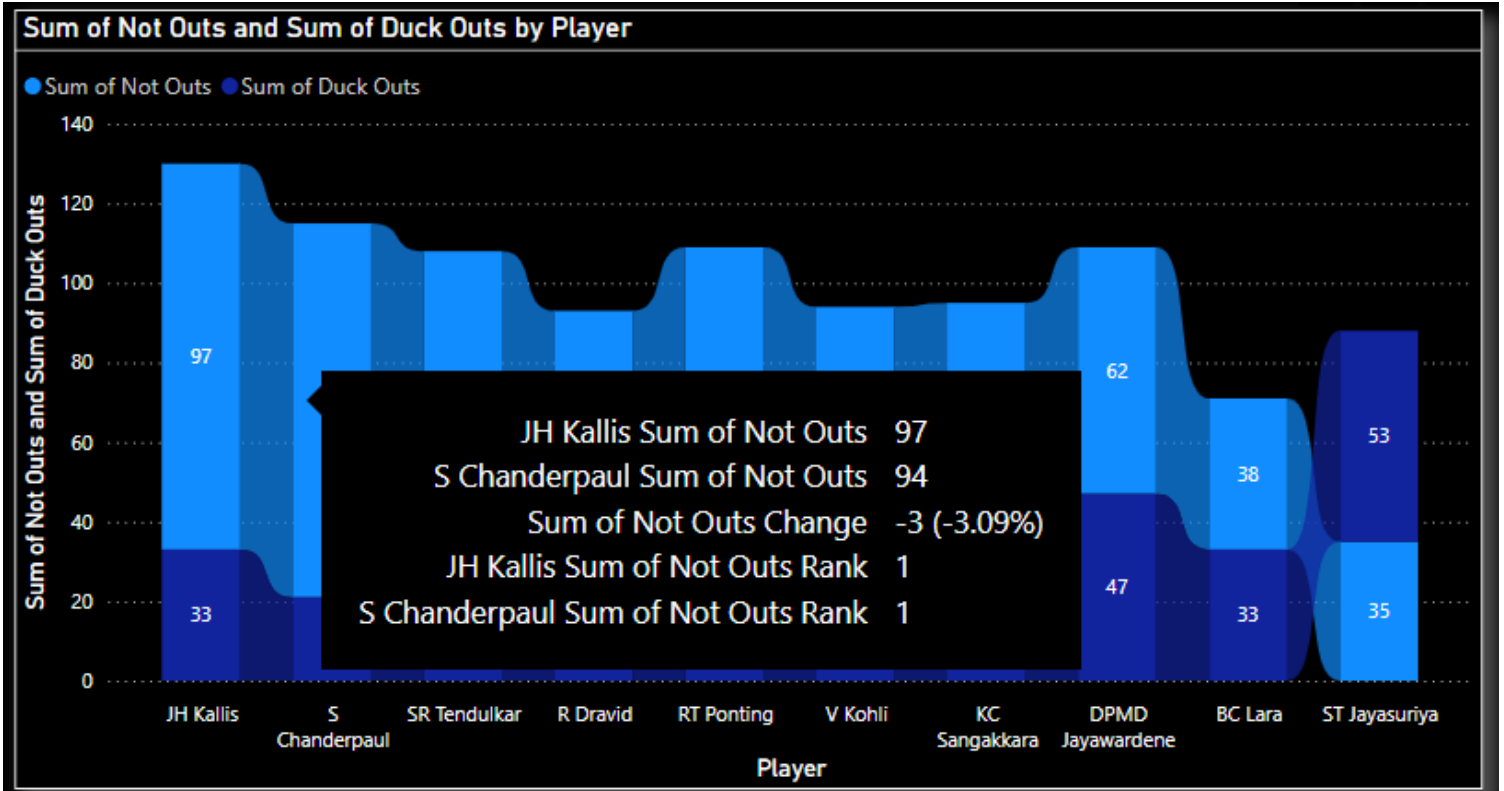 Sum of Not Outs and Sum of Duck Outs by Player
Sum of Not Outs Sum of Duck Outs
Sum of Not Outs and Sum of Duck Outs
140
120
100
80
60
40
20
0
97
33
62
47
38
33
53
35
JH Kallis Sum of Not Outs 97
S Chanderpaul Sum of Not Outs 94
Sum of Not Outs Change -3 (-3.09%)
JH Kallis Sum of Not Outs Rank 1
S Chanderpaul Sum of Not Outs Rank 1
JH Kallis
S
Chanderpaul
SR Tendulkar
R Dravid
RT Ponting
V Kohli
KC
Sangakkara
DPMD
Jayawardene
BC Lara
ST Jayasuriya
Player